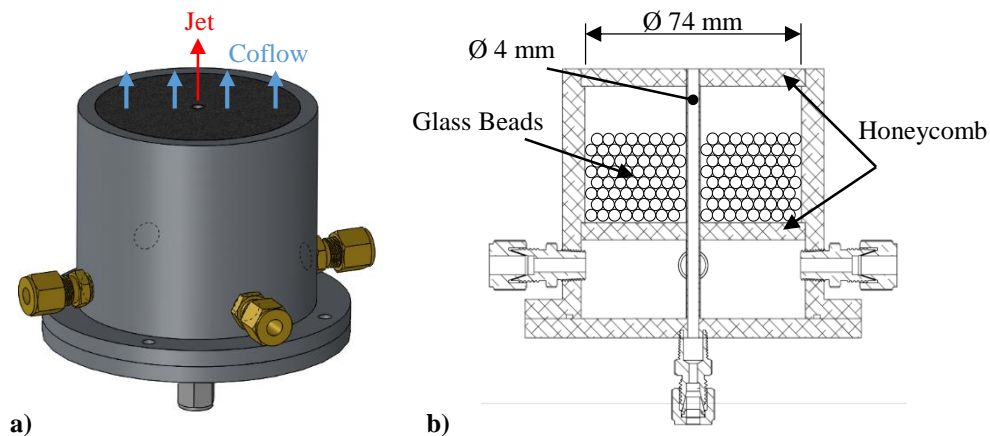 Jet
Coflow
a)
Ø 74 mm
Ø 4 mm
Glass Beads
Honeycomb
b)